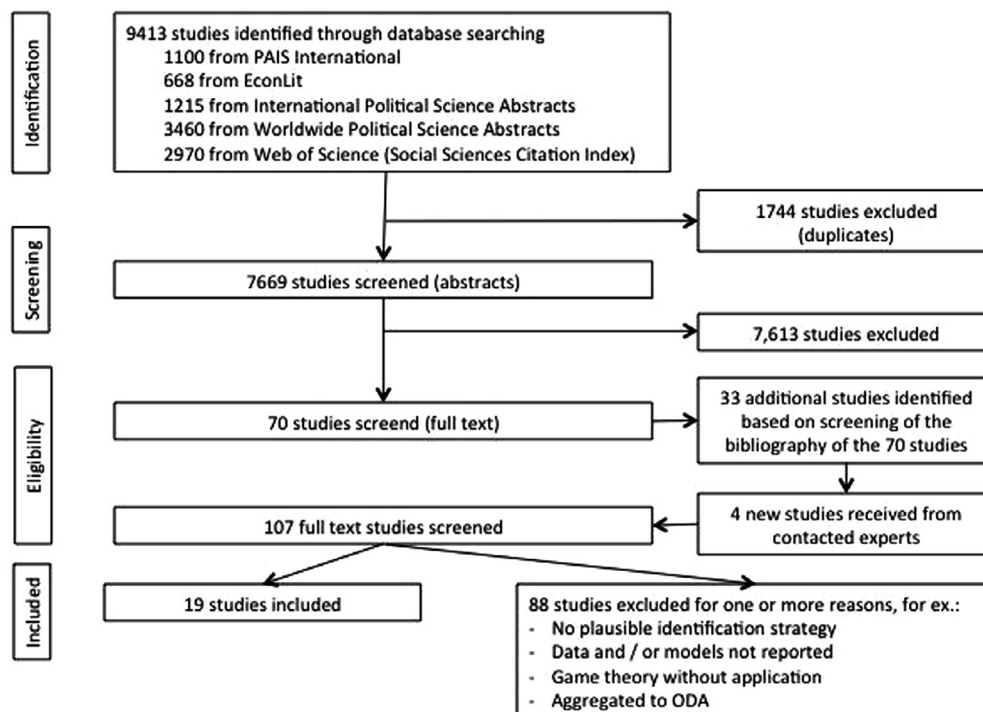 Identification
9413 studies identified through database searching
1100 from PAIS International
668 from EconLit
1215 from International Political Science Abstracts
3460 from Worldwide Political Science Abstracts
2970 from Web of Science (Social Sciences Citation Index)
1744 studies excluded
(duplicates)
Screening
7669 studies screened (abstracts)
7,613 studies excluded
Eligibility
70 studies screend (full text)
33 additional studies identified
based on screening of the
bibliography of the 70 studies
4 new studies received from
contacted experts
107 full text studies screened
Included
19 studies included
88 studies excluded for one or more reasons, for ex.:
- No plausible identification strategy
- Data and / or models not reported
- Game theory without application
- Aggregated to ODA